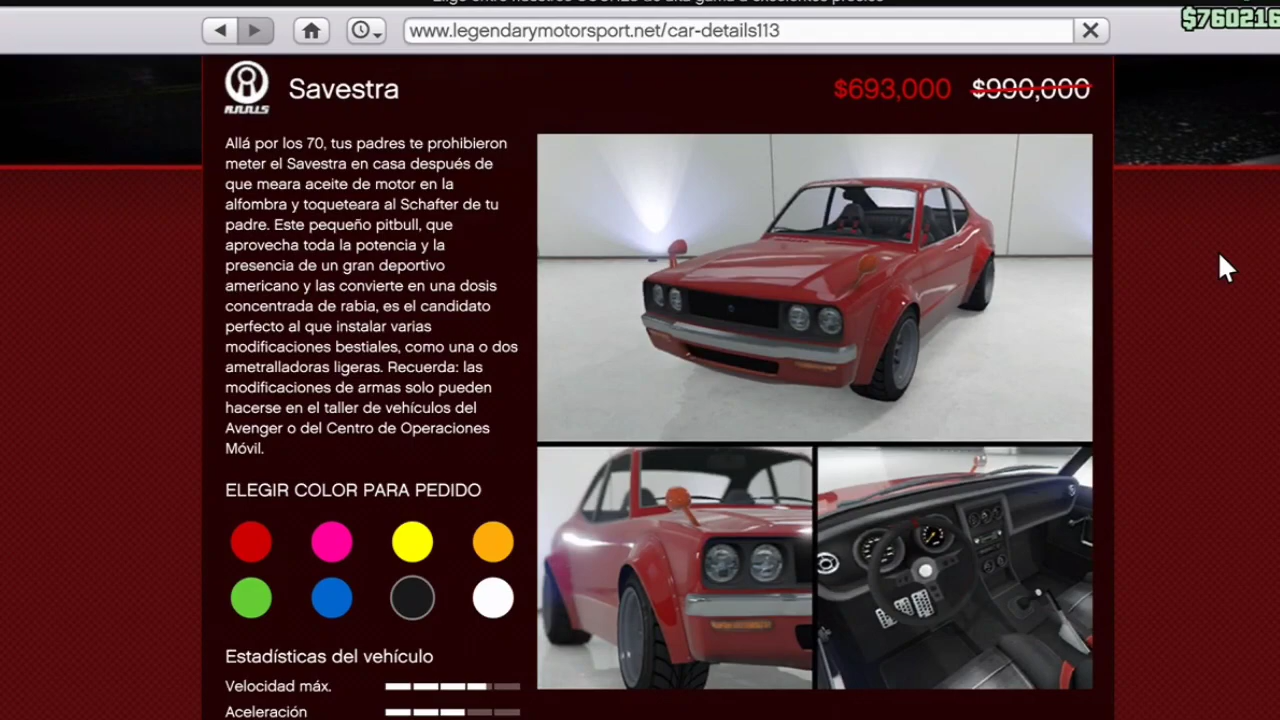 www.legendarymotorsport.net/car-details113
$760216
Savestra
$693,000 $990,000
Allá por los 70, tus padres te prohibieron
meter el Savestra en casa después de
que meara aceite de motor en la
alfombra y toqueteara al Schafter de tu
padre. Este pequeño pitbull, que
aprovecha toda la potencia y la
presencia de un gran deportivo
americano y las convierte en una dosis
concentrada de rabia, es el candidato
perfecto al que instalar varias
modificaciones bestiales, como una o dos
ametralladoras ligeras. Recuerda: las
modificaciones de armas solo pueden
hacerse en el taller de vehículos del
Avenger o del Centro de Operaciones
Móvil.
ELEGIR COLOR PARA PEDIDO
Estadísticas del vehículo
Velocidad máx.
Aceleración